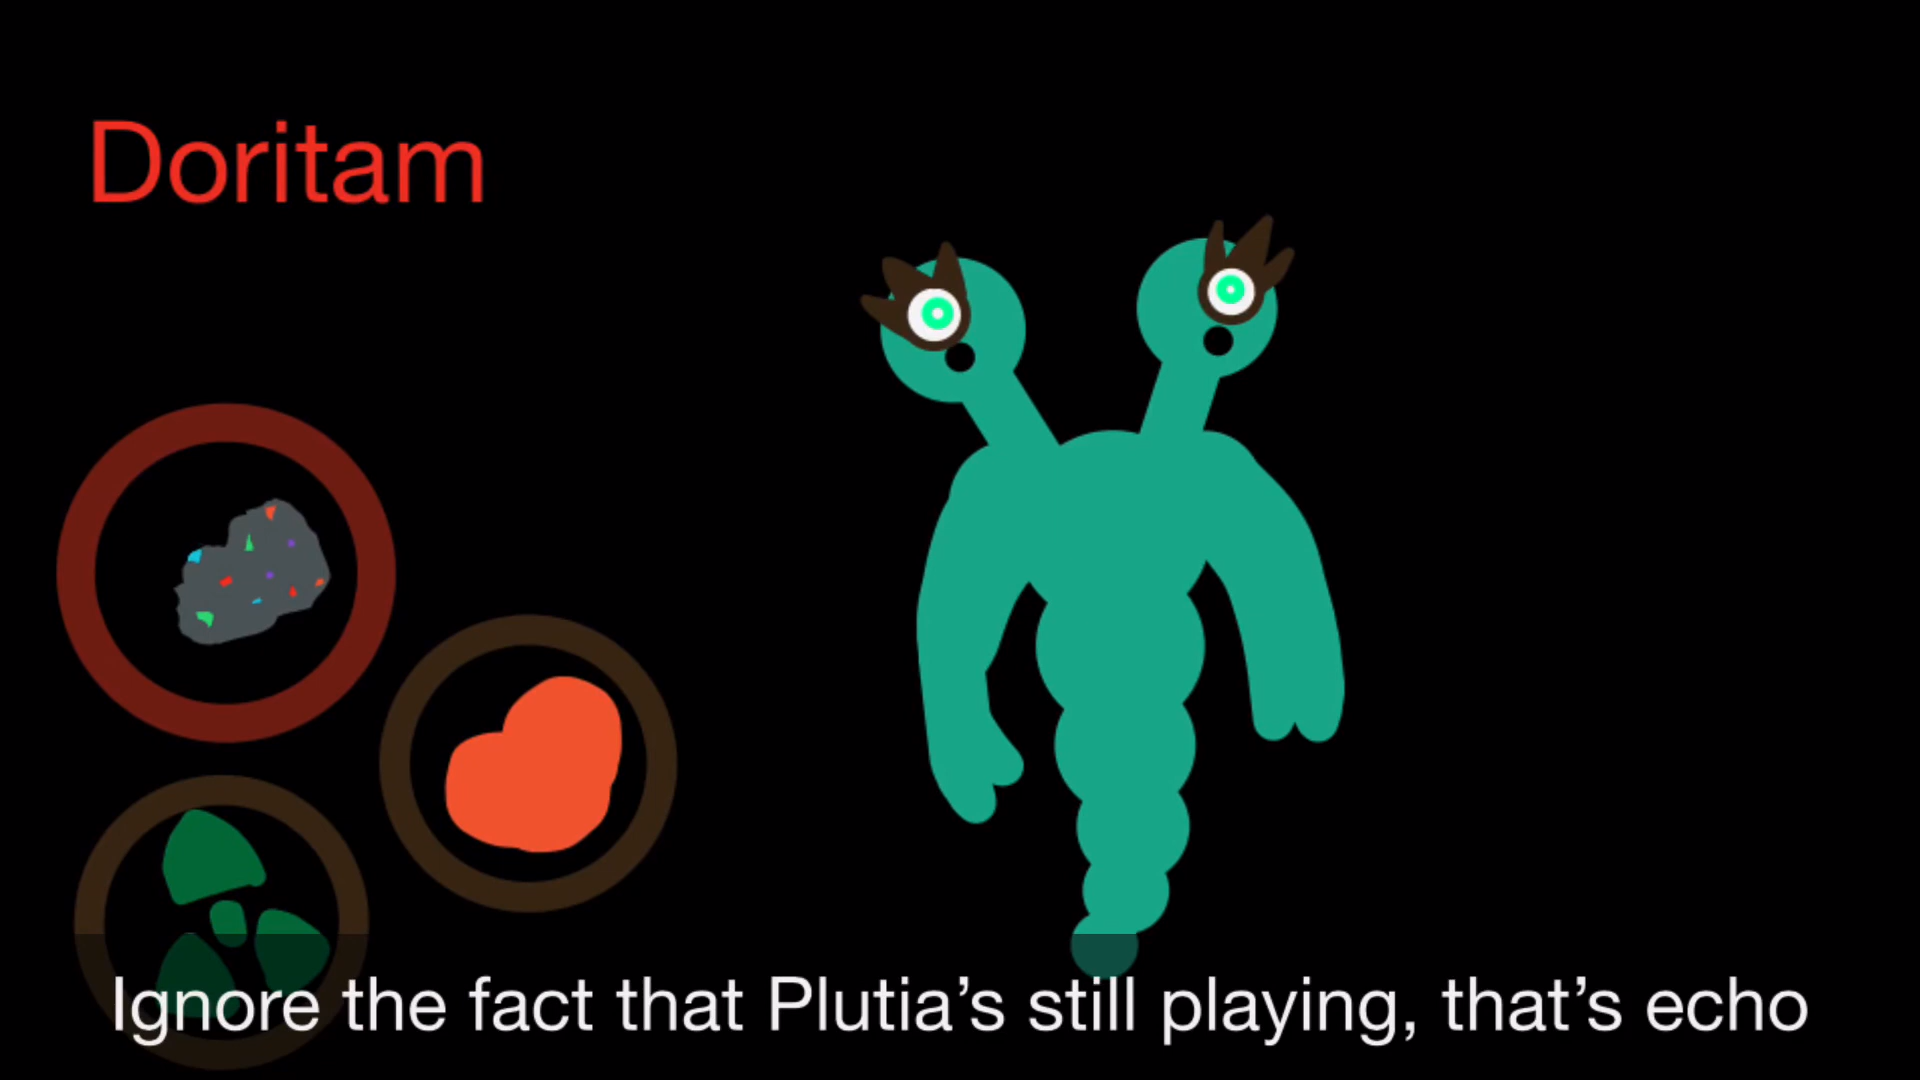 Doritam
Ignore the fact that Plutia’s still playing, that’s echo